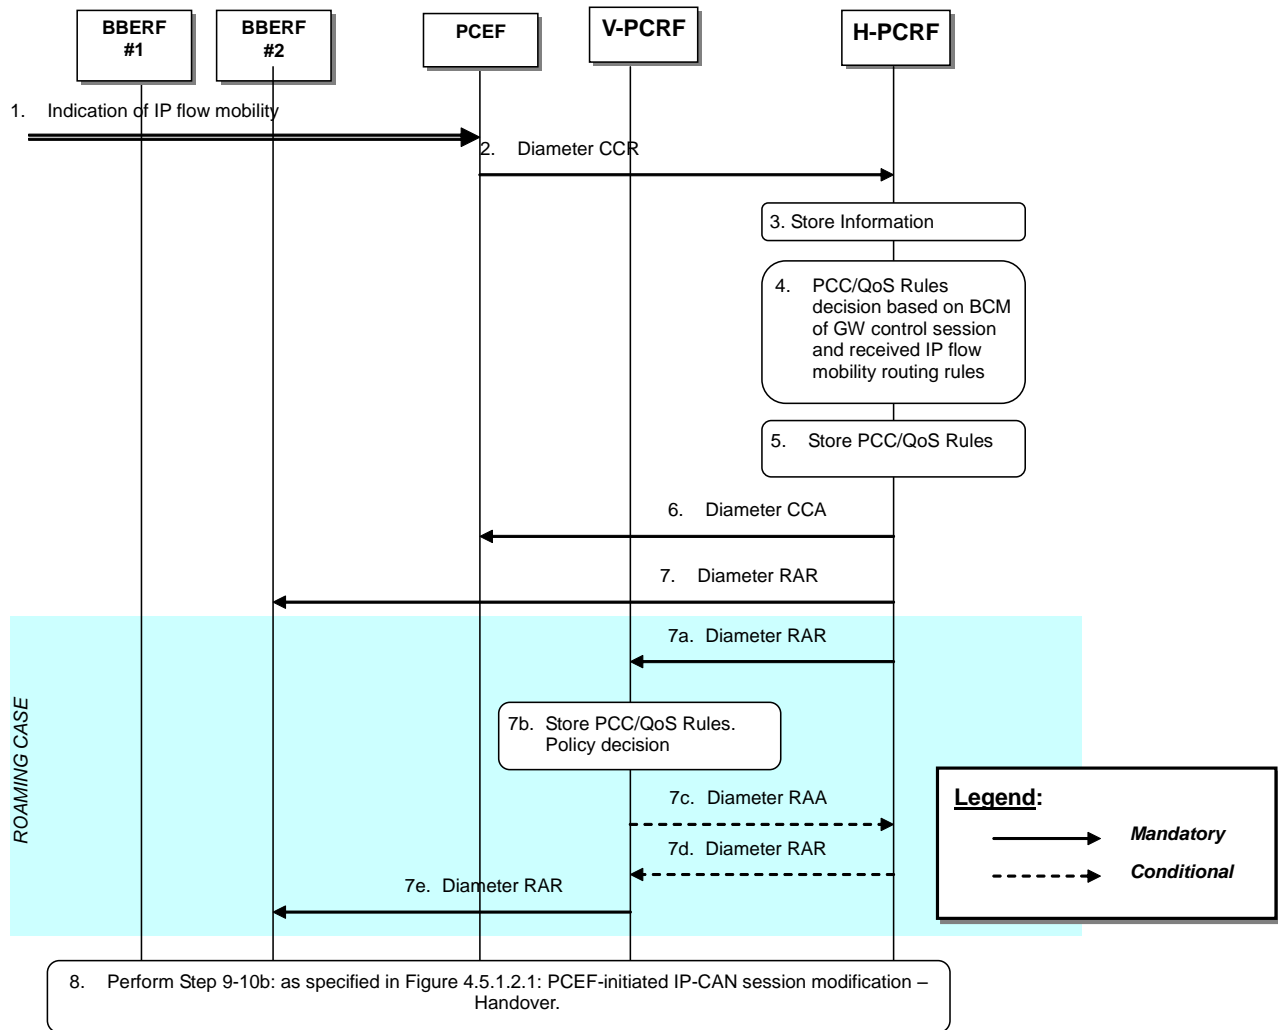 BBERF
#1
BBERF
#2
PCEF
V-PCRF
H-PCRF
1. Indication of IP flow mobility
2. Diameter CCR
3. Store Information
4. PCC/QoS Rules
decision based on BCM
of GW control session
and received IP flow
mobility routing rules
5. Store PCC/QoS Rules
6. Diameter CCA
7. Diameter RAR
7a. Diameter RAR
ROAMING CASE
7b. Store PCC/QoS Rules.
Policy decision
7c. Diameter RAA
7d. Diameter RAR
7e. Diameter RAR
Legend:
Mandatory
Conditional
8. Perform Step 9-10b: as specified in Figure 4.5.1.2.1: PCEF-initiated IP-CAN session modification –
Handover.